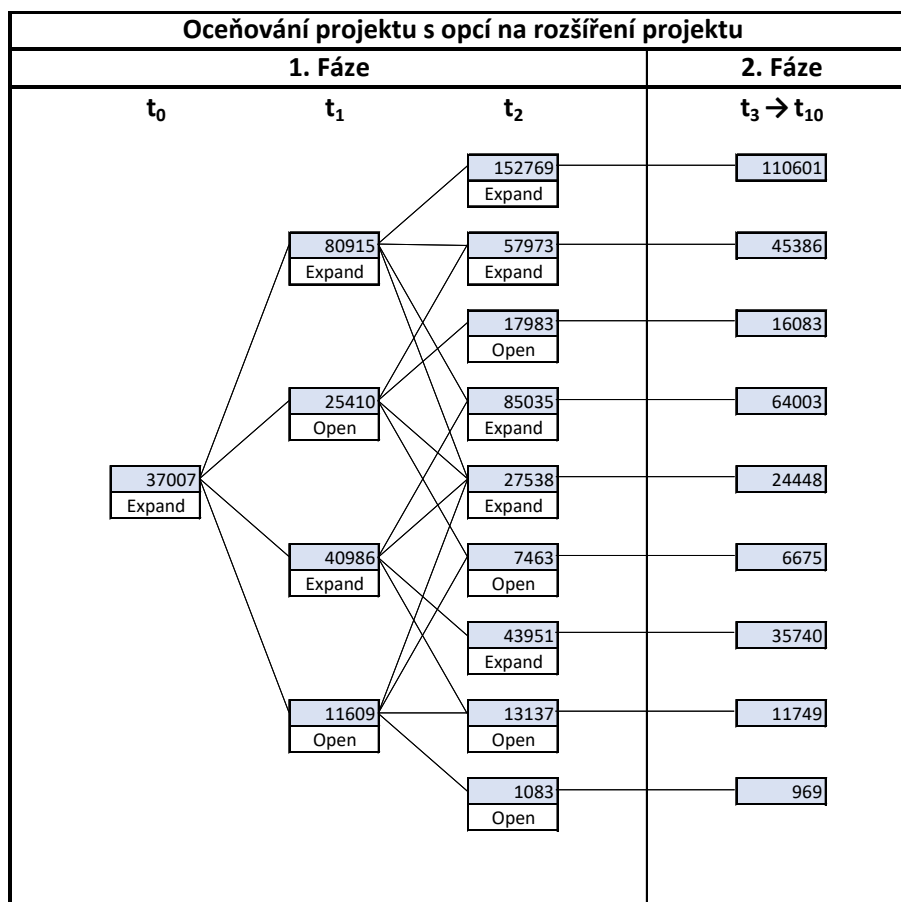 Oceňování projektu s opcí na rozšíření projektu
1. Fáze 2. Fáze
t₀ t₁ t₂ t₃ → t₁₀
152769 110601
Expand
80915 57973 45386
Expand Expand
17983 16083
Open
25410 85035 64003
Open Expand
37007 27538 24448
Expand Expand
40986 7463 6675
Expand Open
43951 35740
Expand
11609 13137 11749
Open Open
1083 969
Open